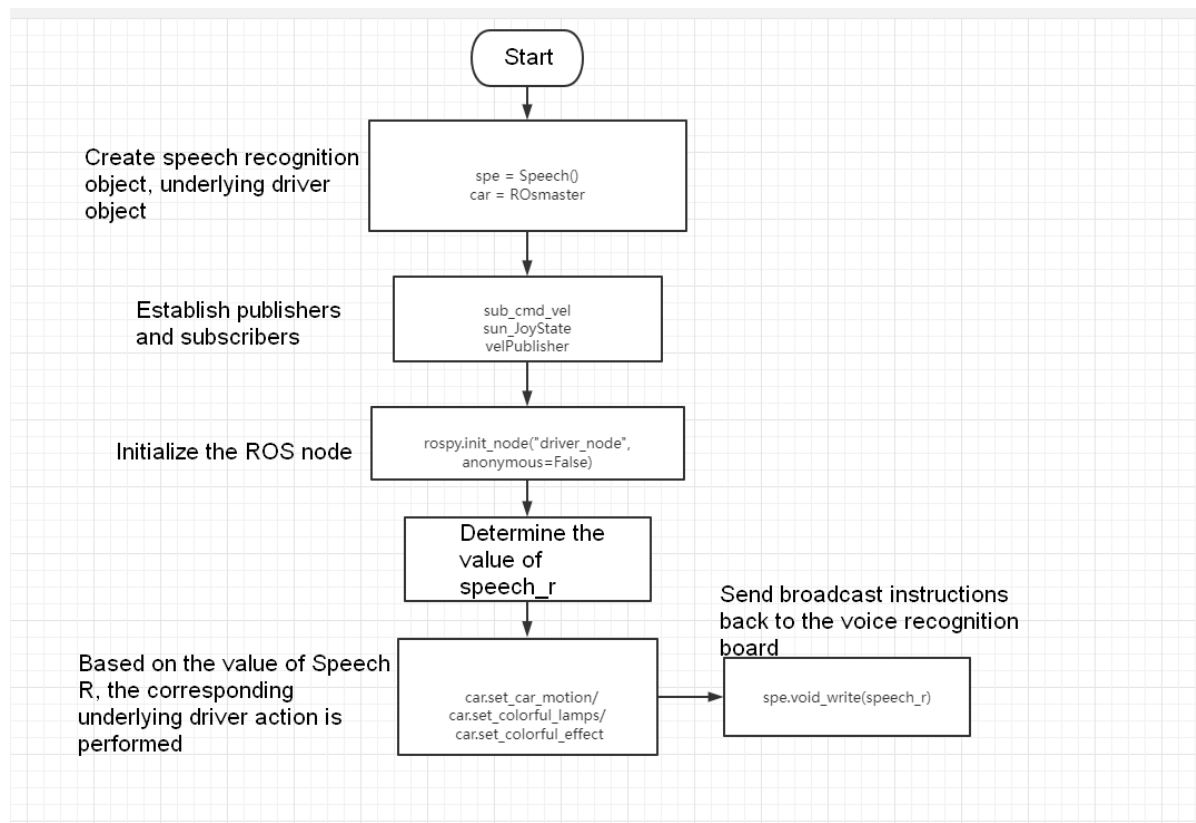 Start
Create speech recognition
object, underlying driver
object
spe = Speech()
car = ROsmaster
Establish publishers
and subscribers
sub_cmd_vel
sun_JoyState
velPublisher
Initialize the ROS node
rospy.init_node("driver_node",
anonymous=False)
Determine the
value of
speech_r
Based on the value of Speech
R, the corresponding
underlying driver action is
performed
car.set_car_motion/
car.set_colorful_lamps/
car.set_colorful_effect
Send broadcast instructions
back to the voice recognition
board
spe.void_write(speech_r)